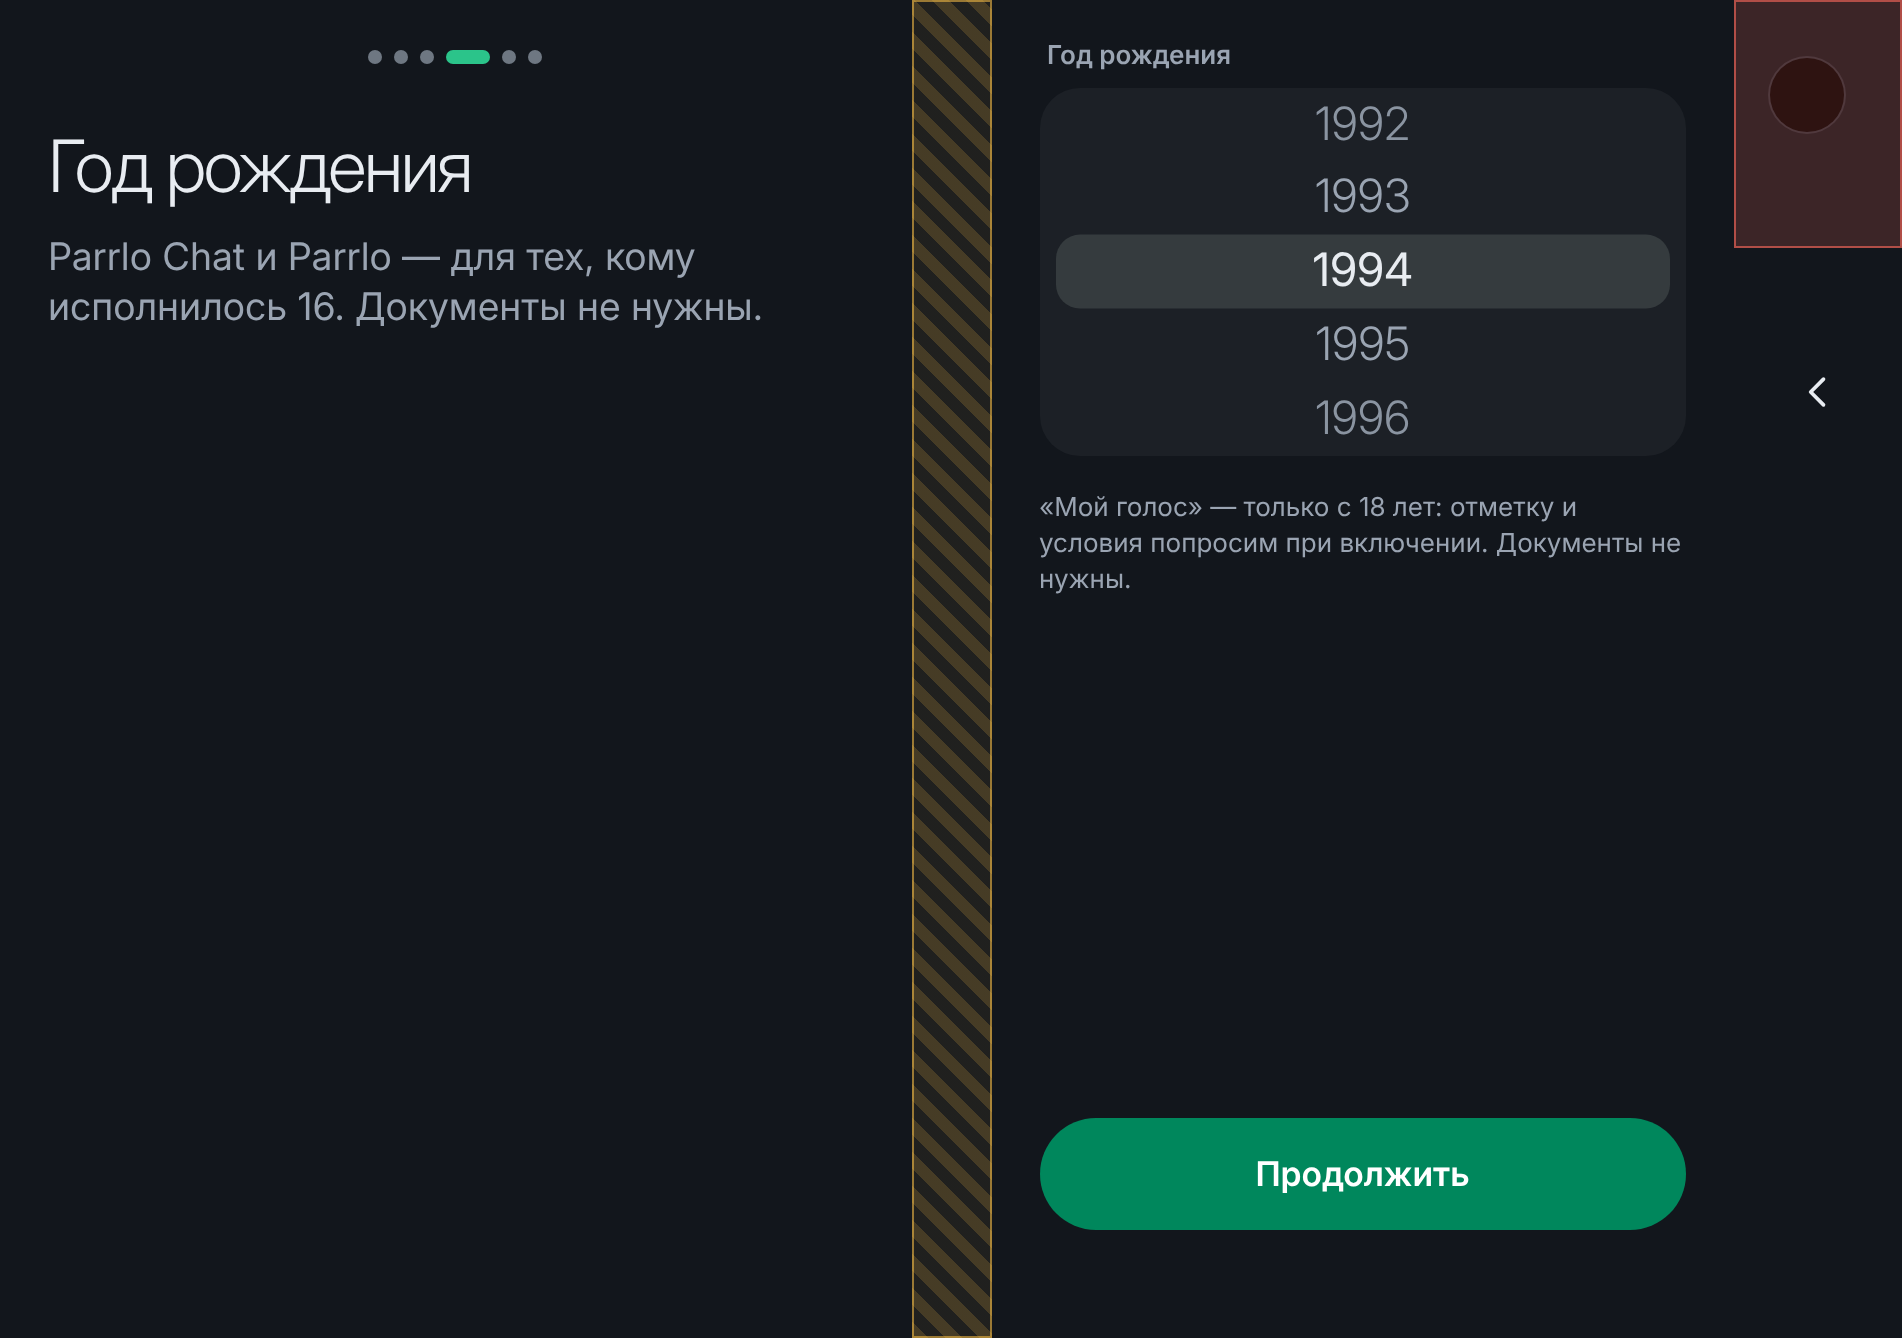 Год рождения
Parrlo Chat и Parrlo — для тех, кому
исполнилось 16. Документы не нужны.
Год рождения
1992
1993
1994
1995
1996
«Мой голос» — только с 18 лет: отметку и
условия попросим при включении. Документы не
нужны.
Продолжить